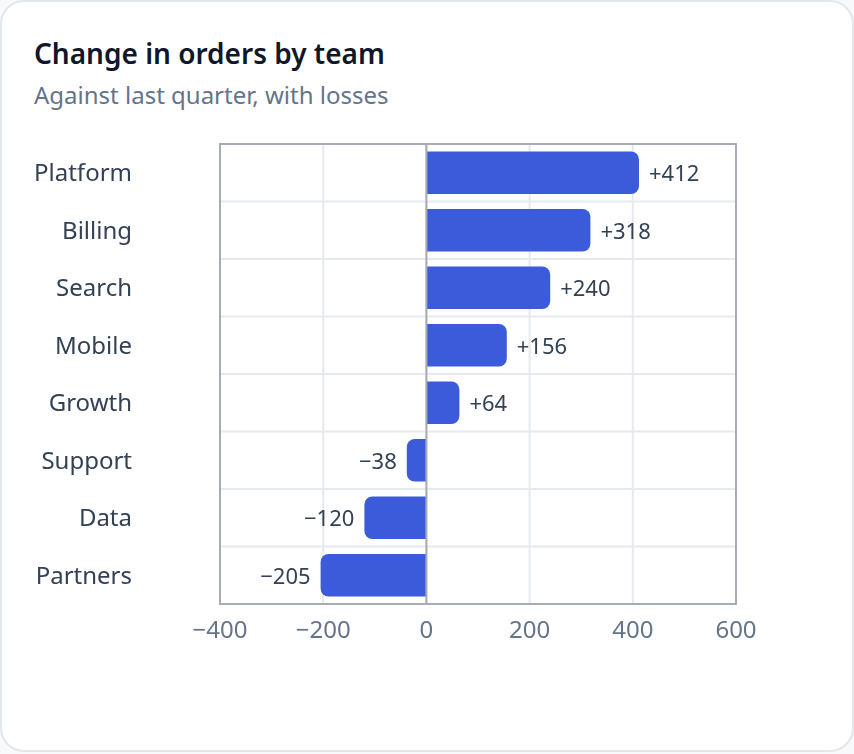 Change in orders by team
Against last quarter, with losses
Platform +412
Billing +318
Search +240
Mobile +156
Growth +64
Support −38
Data −120
Partners −205
−400 −200 0 200 400 600